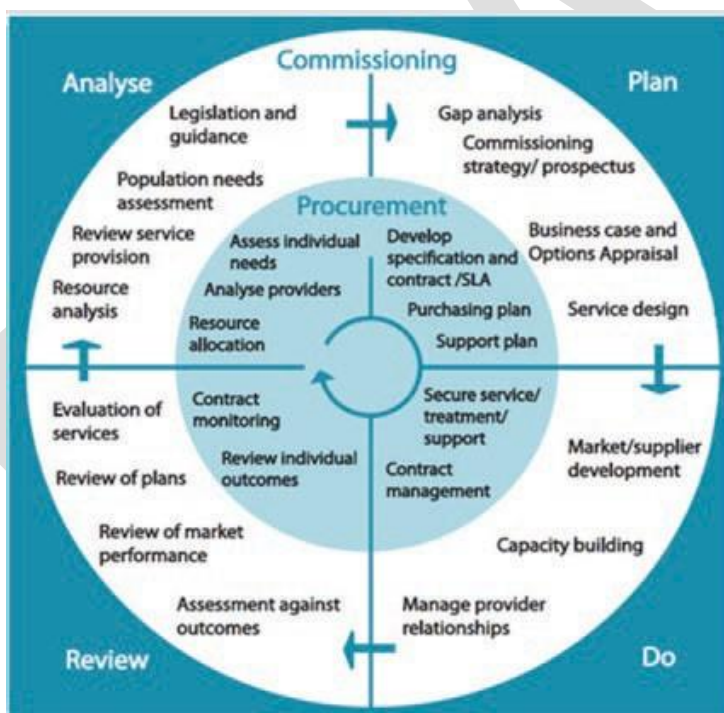 Commissioning
Analyse
Plan
Legislation and
guidance
Population needs
assessment
Review service
provision
Resource
analysis
Gap analysis
Commissioning
strategy/ prospectus
Business case and
Options Appraisal
Service design
Procurement
Assess individual
needs
Analyse providers
Resource
allocation
Develop
specification and
contract /SLA
Purchasing plan
Support plan
Contract
monitoring
Review individual
outcomes
Secure service/
treatment/
support
Contract
management
Evaluation of
services
Review of plans
Review of market
performance
Assessment against
outcomes
Market/supplier
development
Capacity building
Manage provider
relationships
Review
Do